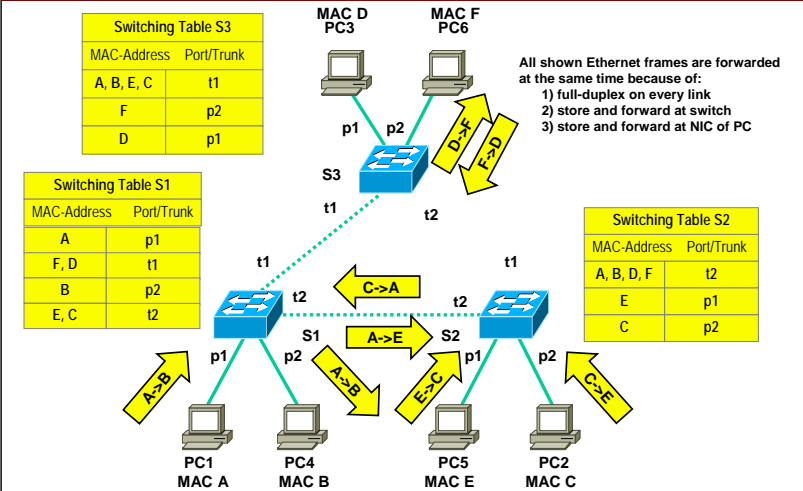 MAC D
PC3
MAC F
PC6
Switching Table S3
MAC-Address Port/Trunk
A, B, E, C t1
F p2
D p1
All shown Ethernet frames are forwarded
at the same time because of:
1) full-duplex on every link
2) store and forward at switch
3) store and forward at NIC of PC
p1
p2
D->F
F->D
S3
t1
t2
Switching Table S1
MAC-Address Port/Trunk
A p1
F, D t1
B p2
E, C t2
Switching Table S2
MAC-Address Port/Trunk
A, B, D, F t2
E p1
C p2
t1
t1
C->A
t2
t2
S1
A->E
S2
p1
p2
p1
p2
A->B
A->B
E->C
C->E
PC1
MAC A
PC4
MAC B
PC5
MAC E
PC2
MAC C